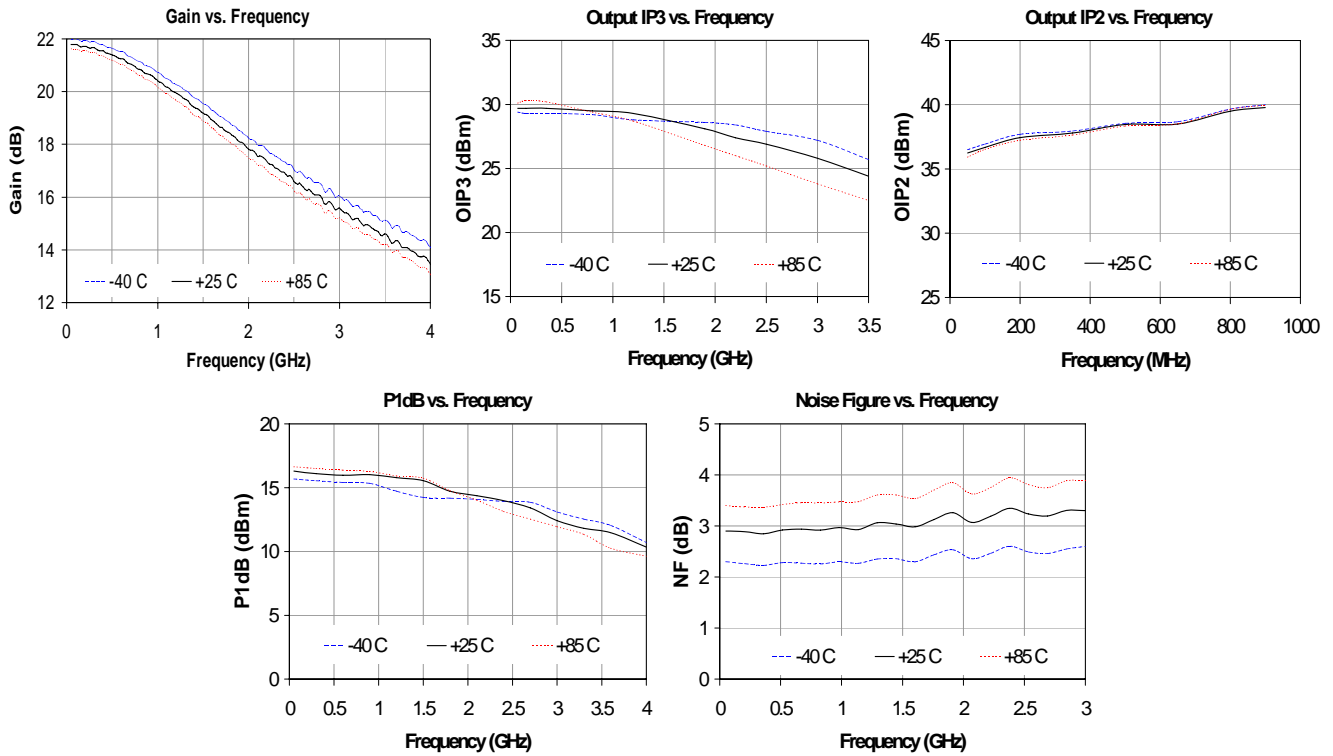 Gain vs. Frequency
Gain (dB)
22
20
18
16
14
12
-40 C +25 C +85 C
0 1 2 3 4
Frequency (GHz)
Output IP3 vs. Frequency
OIP3 (dBm)
35
30
25
20
15
-40 C +25 C +85 C
0 0.5 1 1.5 2 2.5 3 3.5
Frequency (GHz)
Output IP2 vs. Frequency
OIP2 (dBm)
45
40
35
30
25
-40 C +25 C +85 C
0 200 400 600 800 1000
Frequency (MHz)
P1dB vs. Frequency
P1dB (dBm)
20
15
10
5
0
-40 C +25 C +85 C
0 0.5 1 1.5 2 2.5 3 3.5 4
Frequency (GHz)
Noise Figure vs. Frequency
NF (dB)
5
4
3
2
1
0
-40 C +25 C +85 C
0 0.5 1 1.5 2 2.5 3
Frequency (GHz)